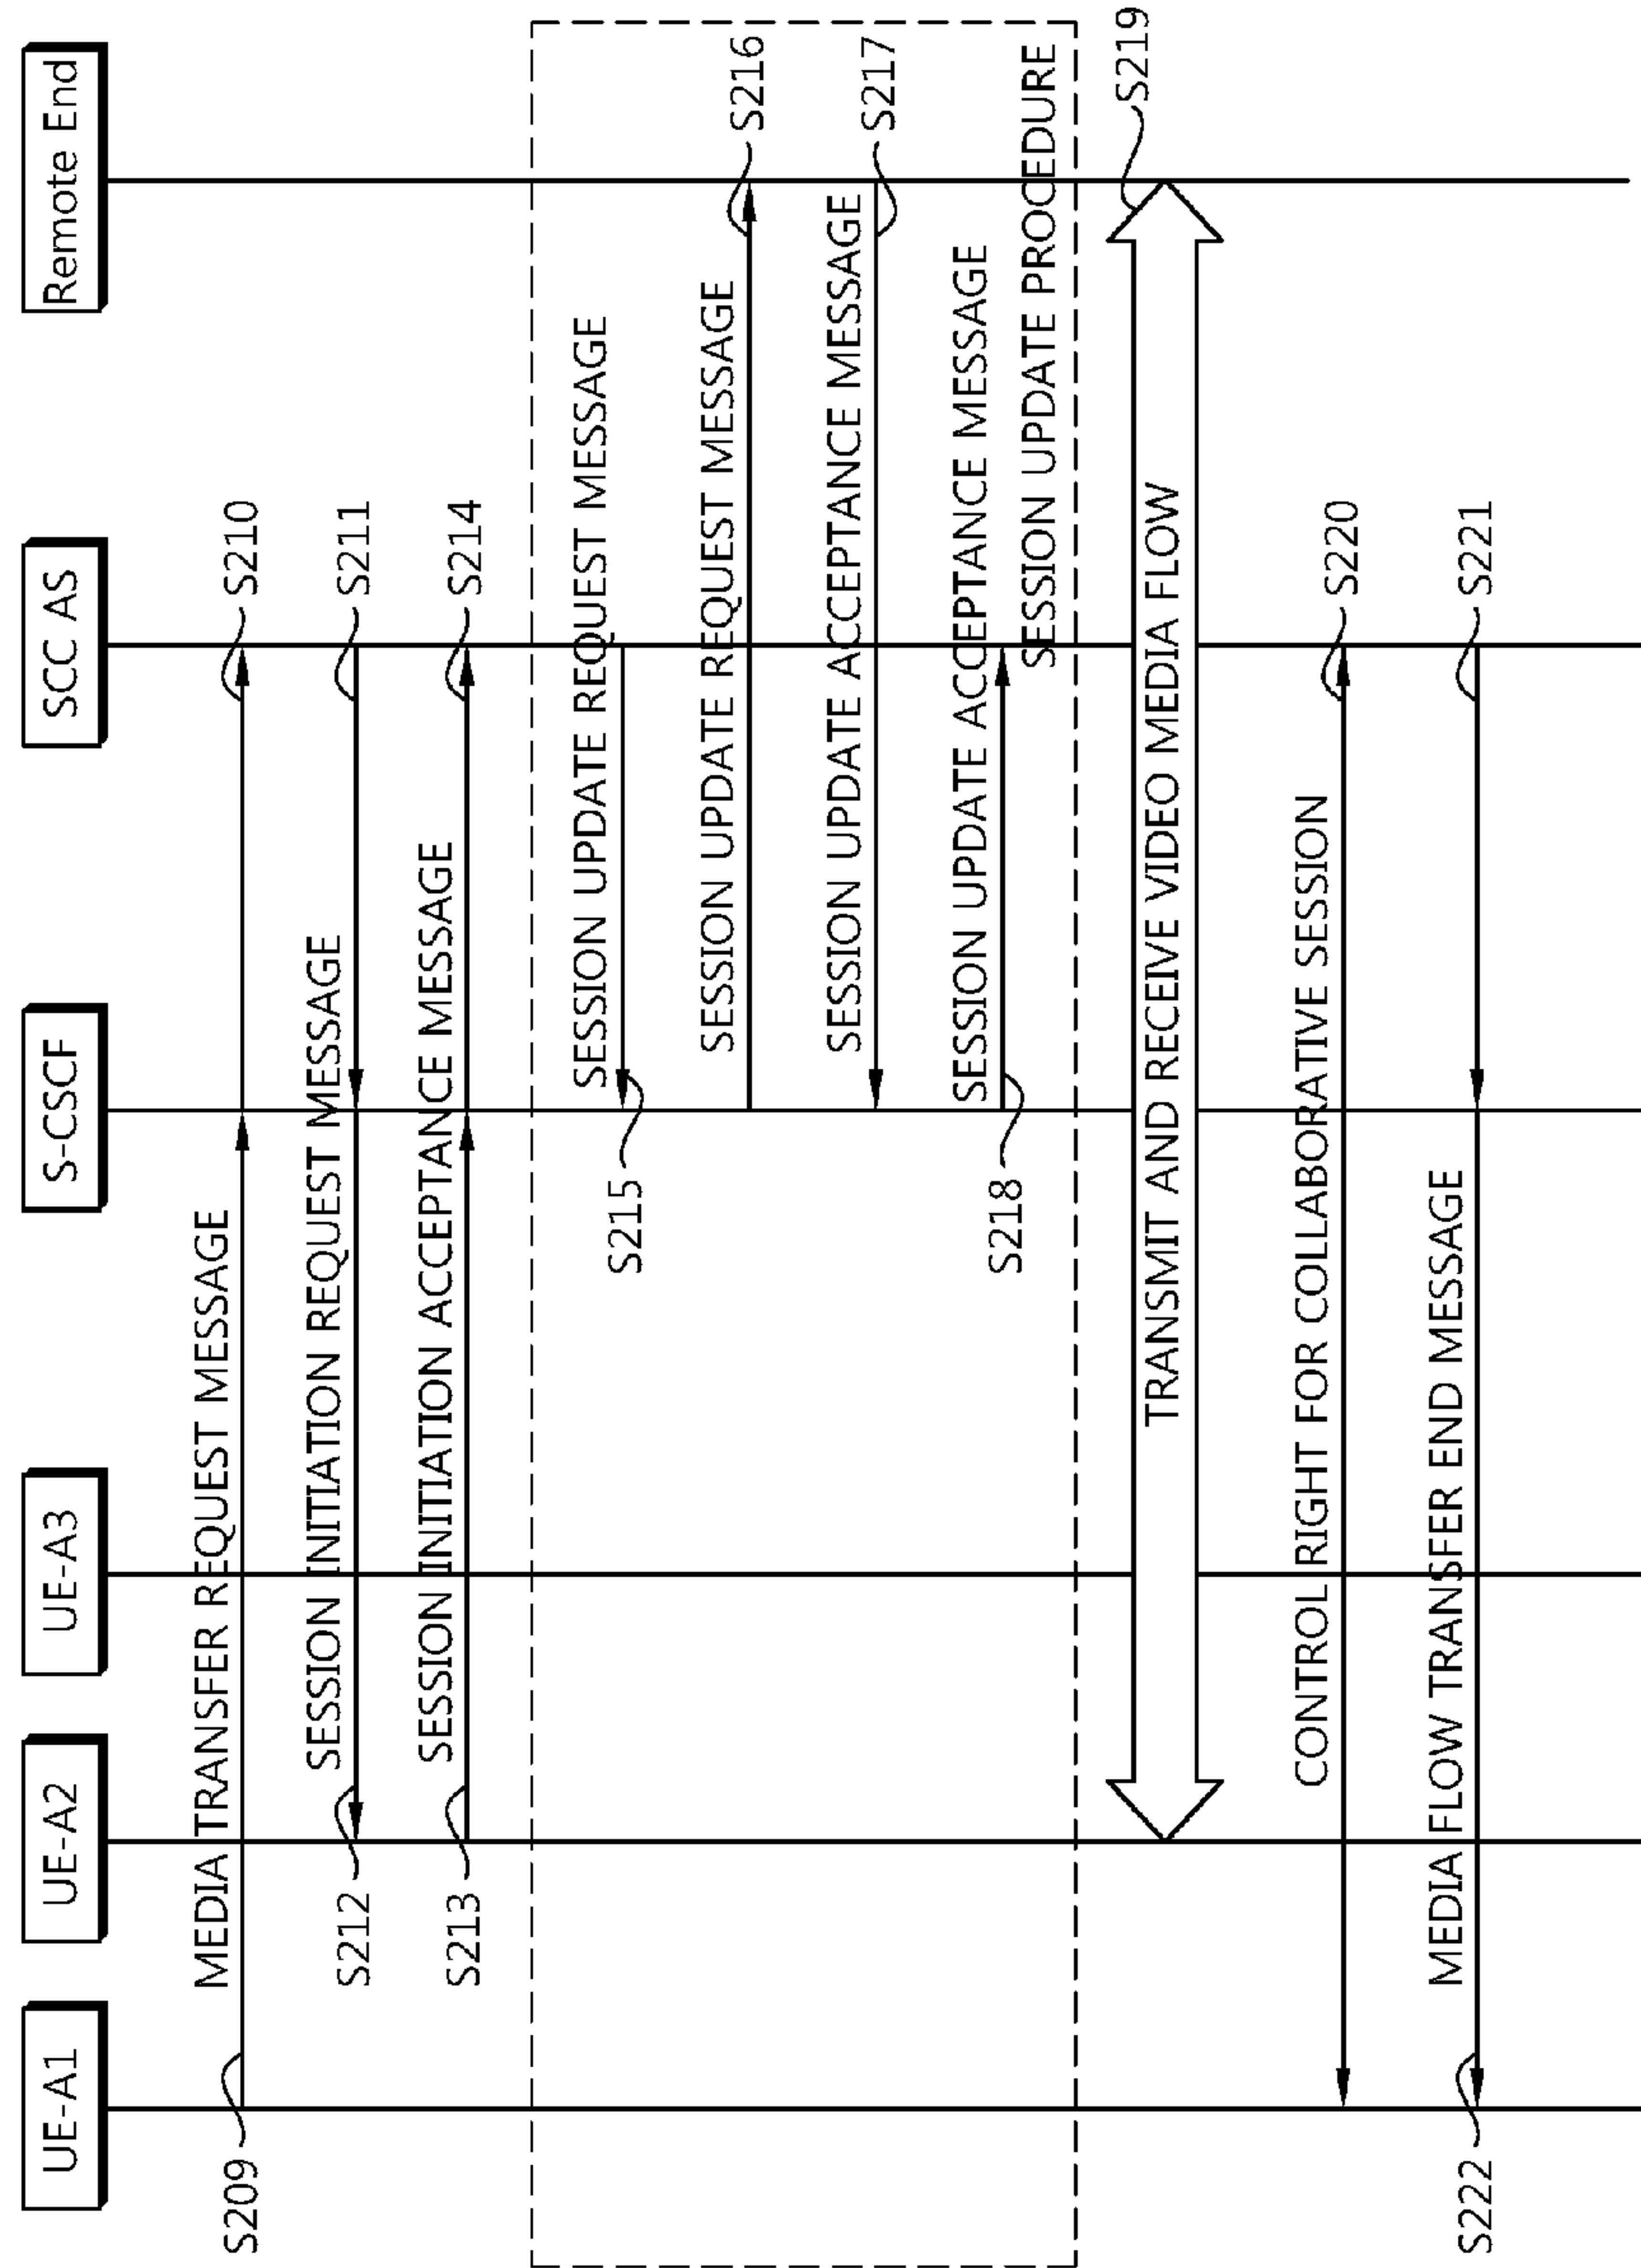 UE-A1
UE-A2
UE-A3
S-CSCF
SCC AS
Remote End
MEDIA TRANSFER REQUEST MESSAGE
S209
S210
SESSION INITIATION REQUEST MESSAGE
S212
S211
SESSION INITIATION ACCEPTANCE MESSAGE
S213
S214
SESSION UPDATE REQUEST MESSAGE
S215
SESSION UPDATE REQUEST MESSAGE
S216
SESSION UPDATE ACCEPTANCE MESSAGE
S217
SESSION UPDATE ACCEPTANCE MESSAGE
S218
SESSION UPDATE PROCEDURE
S219
TRANSMIT AND RECEIVE VIDEO MEDIA FLOW
CONTROL RIGHT FOR COLLABORATIVE SESSION
S220
MEDIA FLOW TRANSFER END MESSAGE
S222
S221